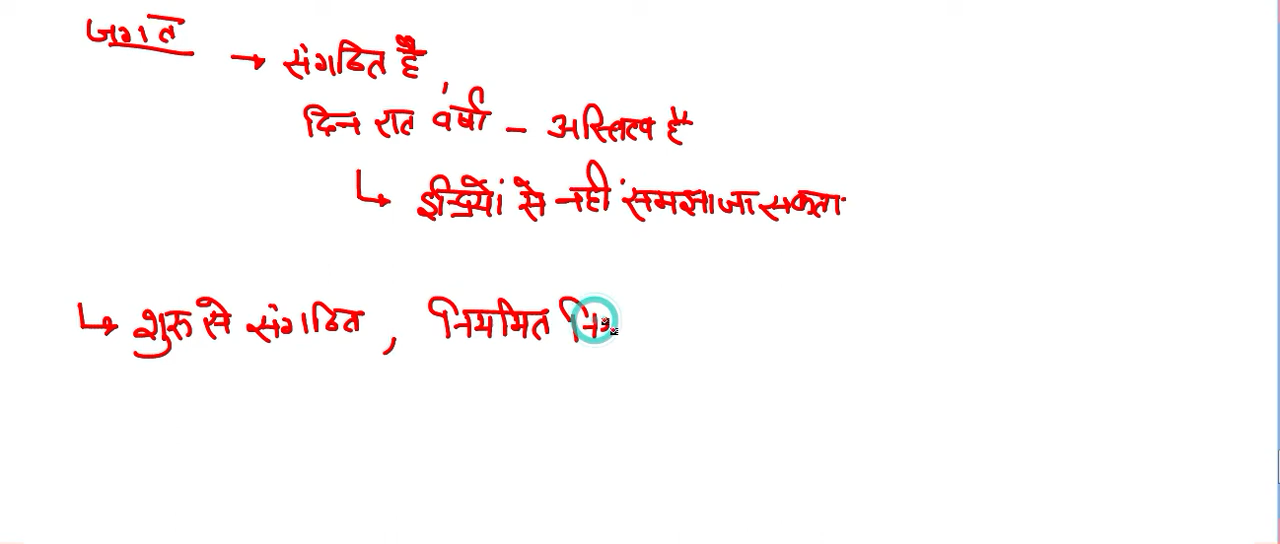 जगत
→ संगठित है
दिन रात वर्षा - अस्तित्व है
↳ इन्द्रियों से नहीं समझा जा सकता
↳ शुरु से संगठित, नियमित